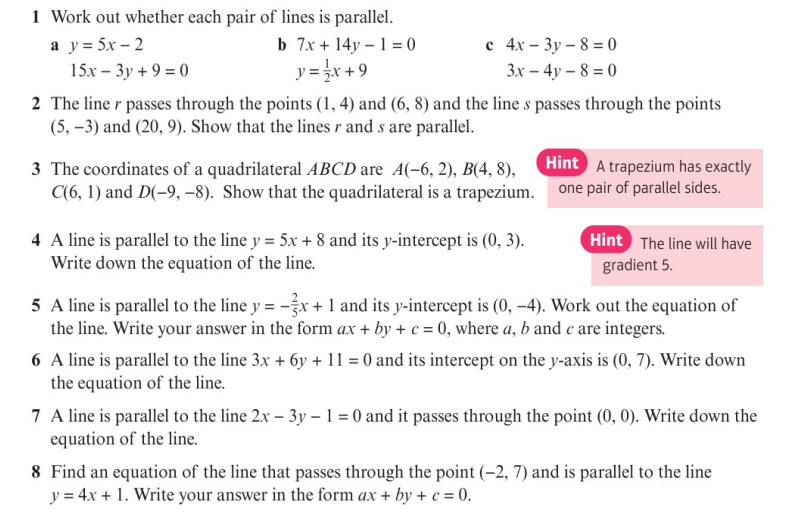 1 Work out whether each pair of lines is parallel.
a y = 5x − 2 b 7x + 14y − 1 = 0 c 4x − 3y − 8 = 0
15x − 3y + 9 = 0 y = 1/2x + 9 3x − 4y − 8 = 0
2 The line r passes through the points (1, 4) and (6, 8) and the line s passes through the points
(5, −3) and (20, 9). Show that the lines r and s are parallel.
3 The coordinates of a quadrilateral ABCD are A(−6, 2), B(4, 8),
C(6, 1) and D(−9, −8). Show that the quadrilateral is a trapezium.
Hint A trapezium has exactly
one pair of parallel sides.
4 A line is parallel to the line y = 5x + 8 and its y-intercept is (0, 3).
Write down the equation of the line.
Hint The line will have
gradient 5.
5 A line is parallel to the line y = −2/5x + 1 and its y-intercept is (0, −4). Work out the equation of
the line. Write your answer in the form ax + by + c = 0, where a, b and c are integers.
6 A line is parallel to the line 3x + 6y + 11 = 0 and its intercept on the y-axis is (0, 7). Write down
the equation of the line.
7 A line is parallel to the line 2x − 3y − 1 = 0 and it passes through the point (0, 0). Write down the
equation of the line.
8 Find an equation of the line that passes through the point (−2, 7) and is parallel to the line
y = 4x + 1. Write your answer in the form ax + by + c = 0.